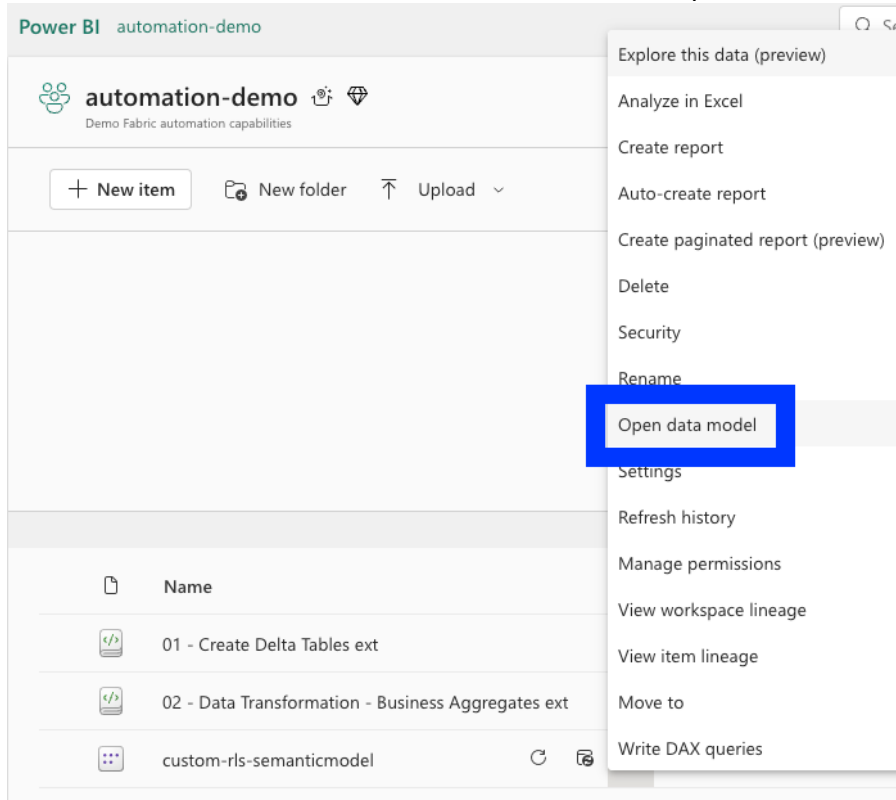 Power BI automation-demo
Se
automation-demo
Demo Fabric automation capabilities
New item New folder Upload
Explore this data (preview)
Analyze in Excel
Create report
Auto-create report
Create paginated report (preview)
Delete
Security
Rename
Open data model
Settings
Refresh history
Manage permissions
View workspace lineage
View item lineage
Move to
Write DAX queries
Name
01 - Create Delta Tables ext
02 - Data Transformation - Business Aggregates ext
custom-rls-semanticmodel